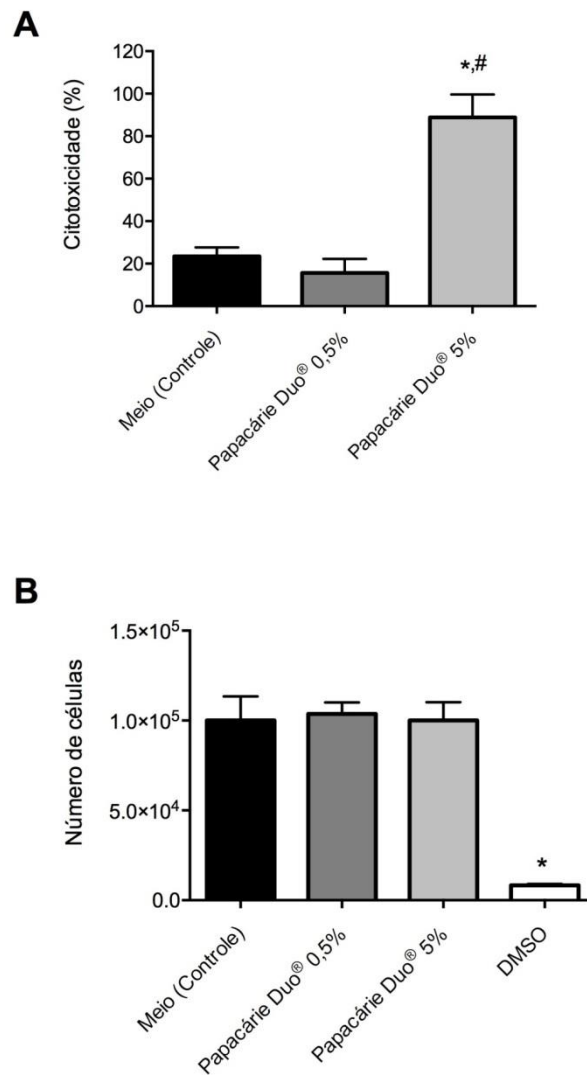 A
Citotoxicidade (%)
120
100
80
60
40
20
0
*,#
Meio (Controle)
Papacárie Duo® 0,5%
Papacárie Duo® 5%
B
Número de células
1.5×10⁵
1.0×10⁵
5.0×10⁴
0.0
*
Meio (Controle)
Papacárie Duo® 0,5%
Papacárie Duo® 5%
DMSO